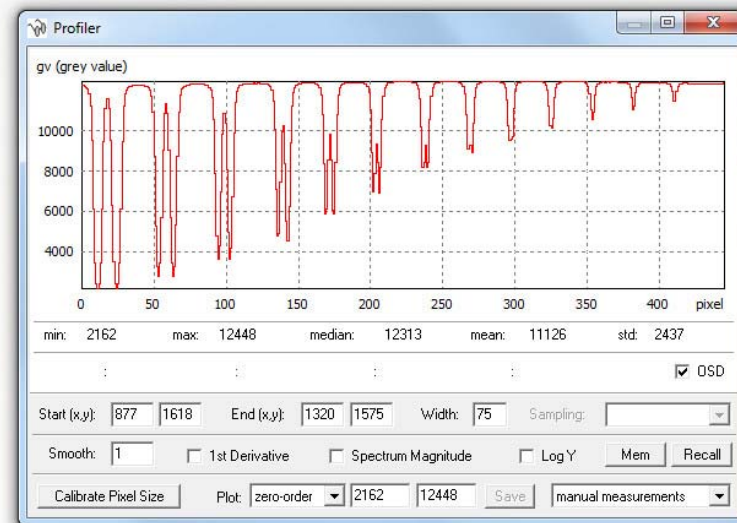 Profiler
gv (grey value)
10000
8000
6000
4000
0 50 100 150 200 250 300 350 400 pixel
min: 2162 max: 12448 median: 12313 mean: 11126 std: 2437
: : : : OSD
Start (x,y): 877 1618 End (x,y): 1320 1575 Width: 75 Sampling:
Smooth: 1 1st Derivative Spectrum Magnitude Log Y Mem Recall
Calibrate Pixel Size Plot: zero-order 2162 12448 Save manual measurements